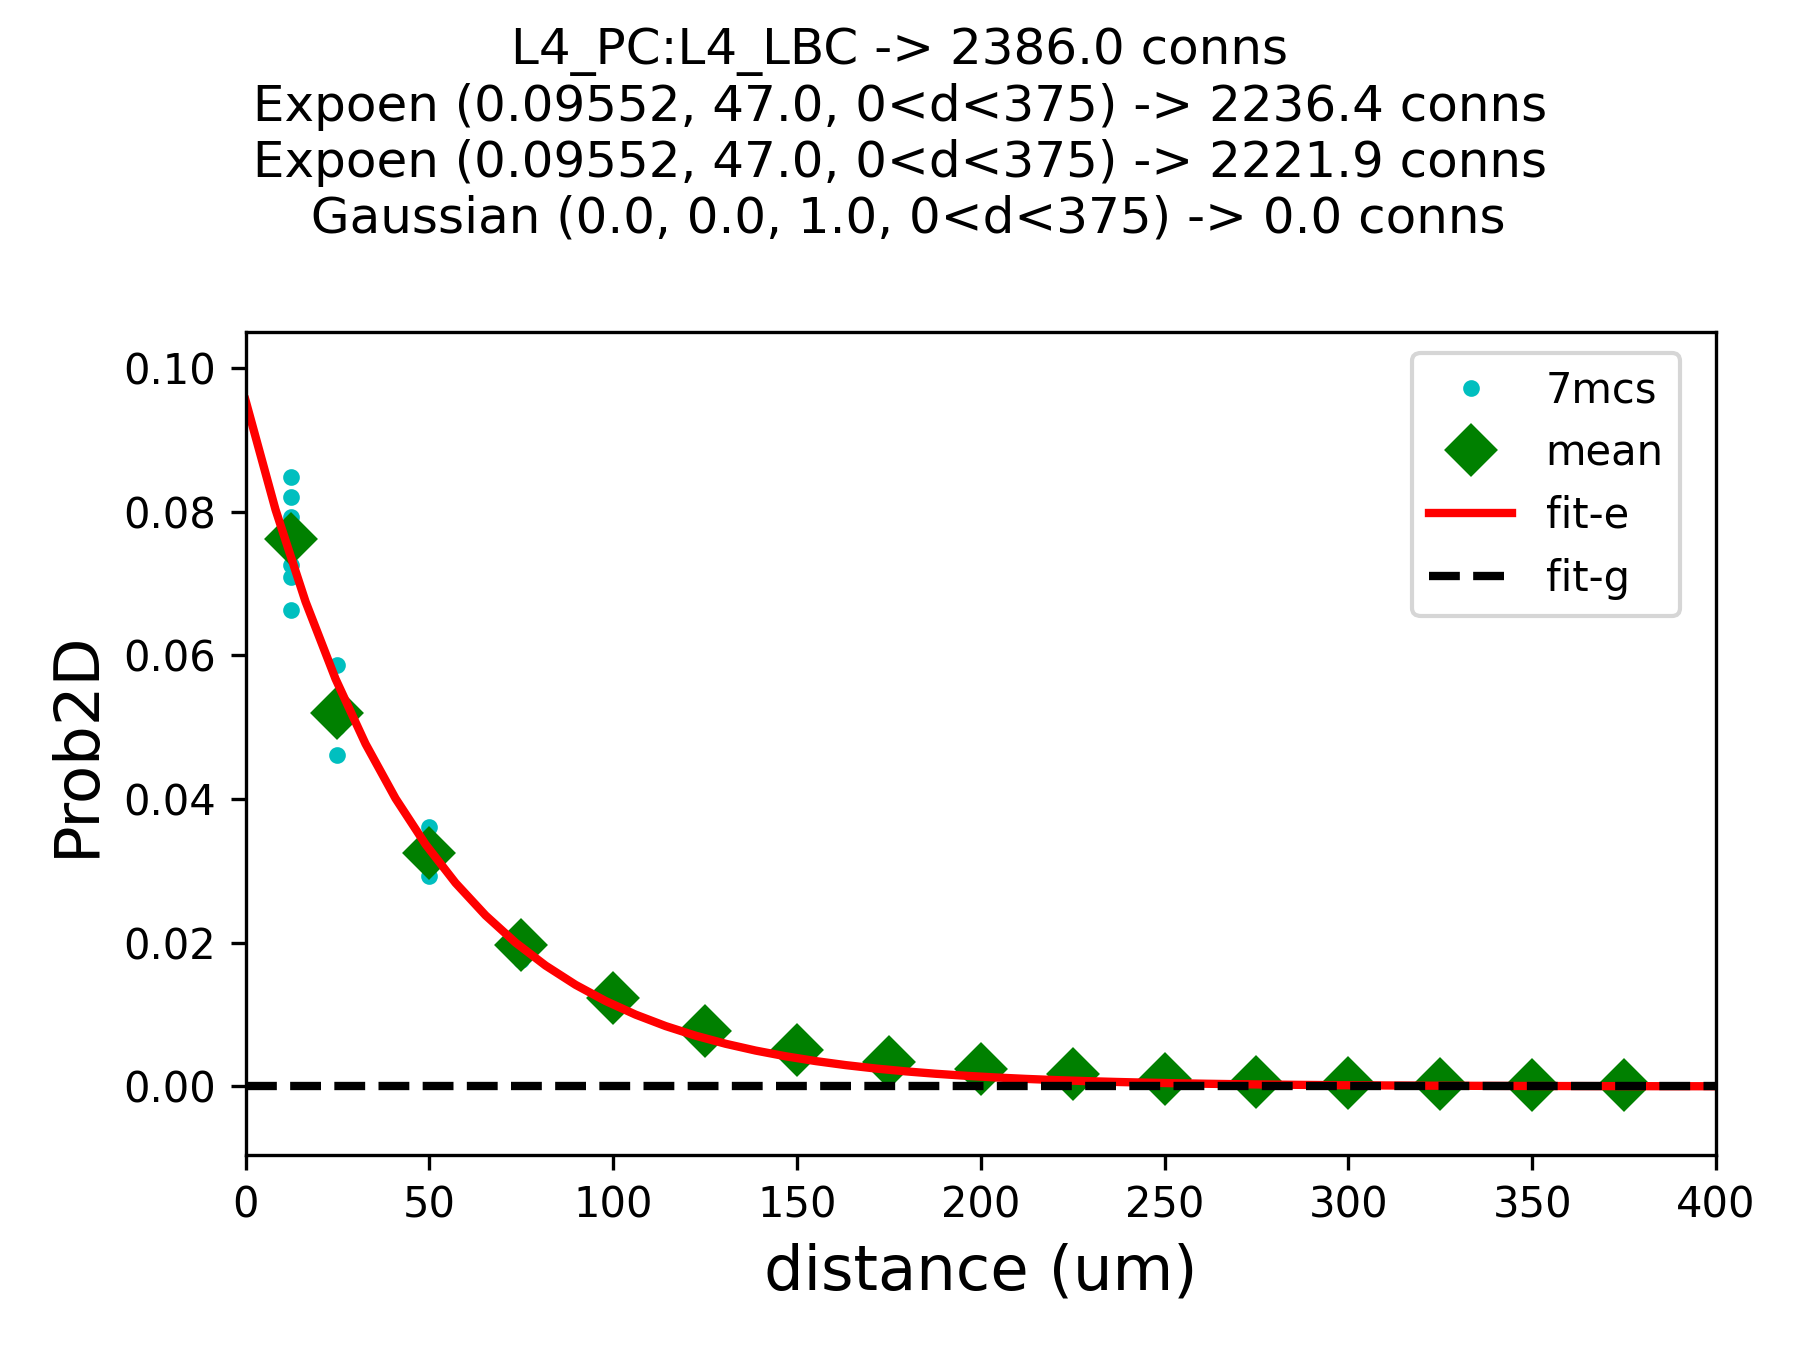 L4_PC:L4_LBC -> 2386.0 conns
Expoen (0.09552, 47.0, 0<d<375) -> 2236.4 conns
Expoen (0.09552, 47.0, 0<d<375) -> 2221.9 conns
Gaussian (0.0, 0.0, 1.0, 0<d<375) -> 0.0 conns
7mcs
mean
fit-e
fit-g
Prob2D
0.10
0.08
0.06
0.04
0.02
0.00
0 50 100 150 200 250 300 350 400
distance (um)